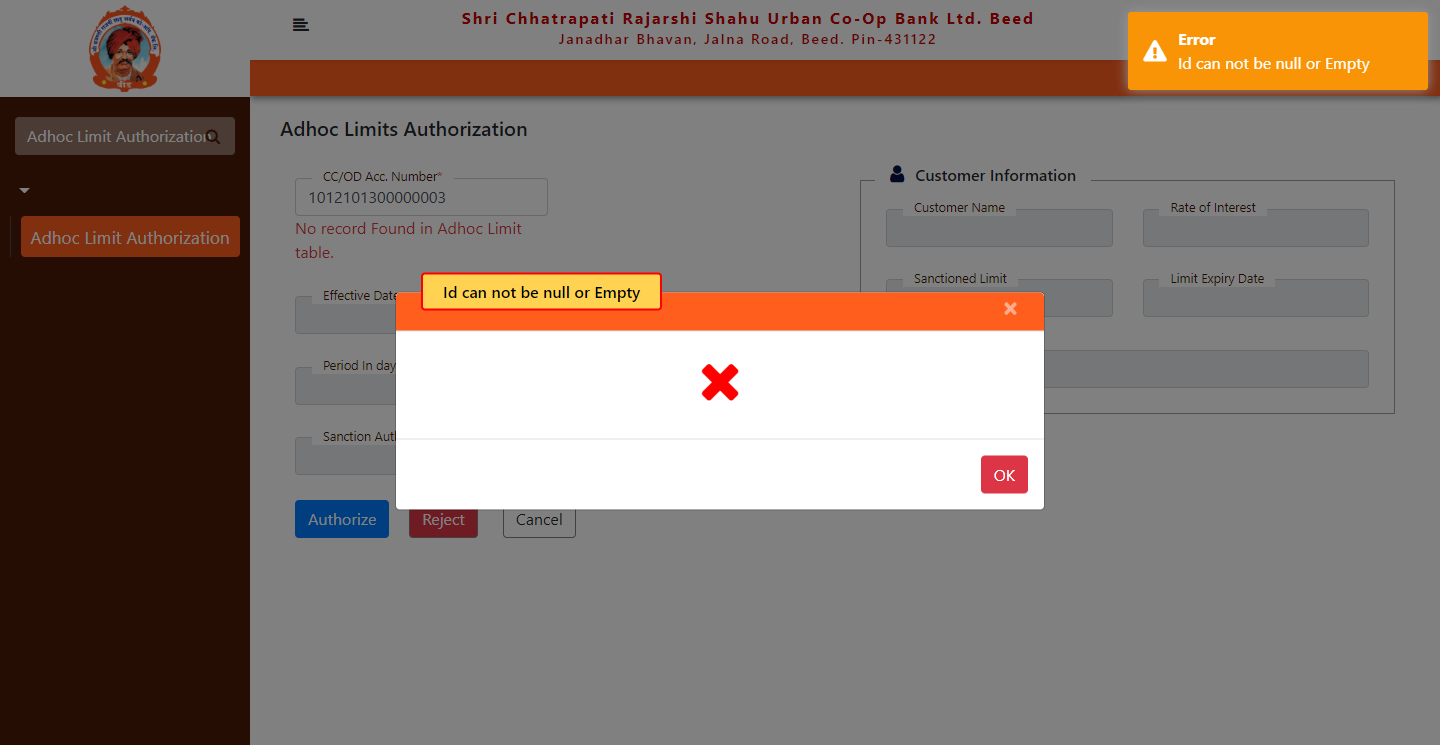 Shri Chhatrapati Rajarshi Shahu Urban Co-Op Bank Ltd. Beed
Janadhar Bhavan, Jalna Road, Beed. Pin-431122
Error
Id can not be null or Empty
Adhoc Limit Authorization
Adhoc Limit Authorization
Adhoc Limits Authorization
CC/OD Acc. Number*
1012101300000003
No record Found in Adhoc Limit
table.
Effective Date
Period In day
Sanction Auth
Customer Information
Customer Name
Rate of Interest
Sanctioned Limit
Limit Expiry Date
Id can not be null or Empty
×
OK
Authorize
Reject
Cancel